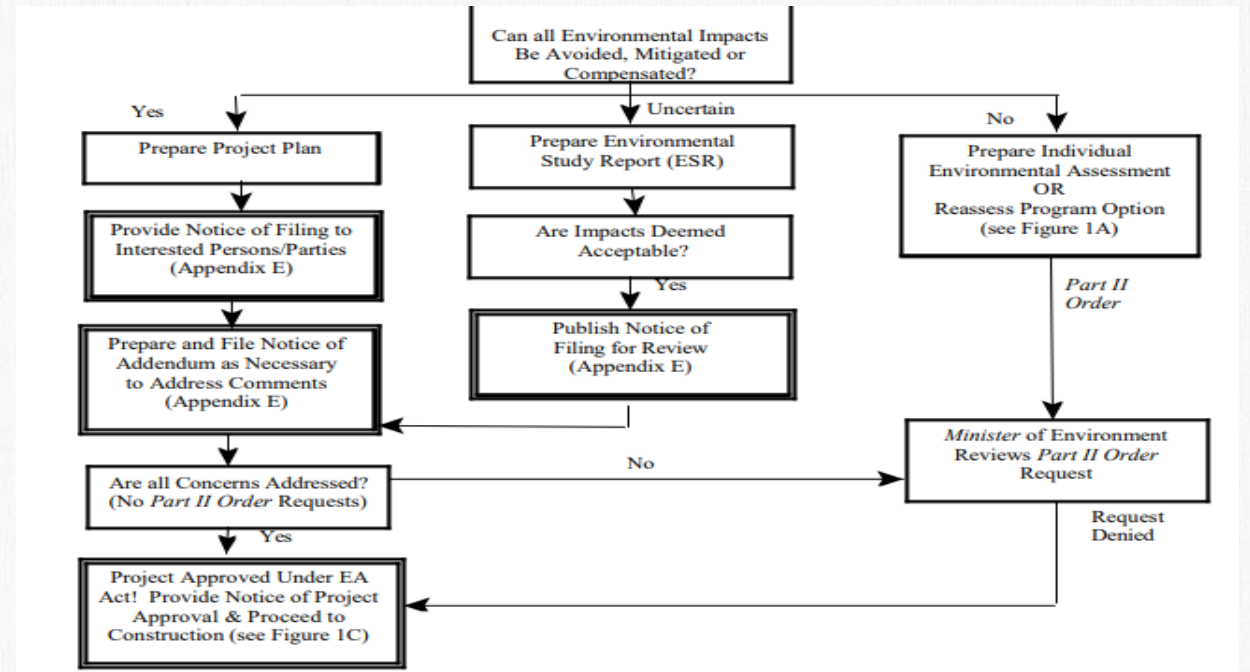 Can all Environmental Impacts
Be Avoided, Mitigated or
Compensated?
Yes
Uncertain
No
Prepare Project Plan
Prepare Environmental
Study Report (ESR)
Prepare Individual
Environmental Assessment
OR
Reassess Program Option
(see Figure 1A)
Provide Notice of Filing to
Interested Persons/Parties
(Appendix E)
Are Impacts Deemed
Acceptable?
Yes
Part II
Order
Prepare and File Notice of
Addendum as Necessary
to Address Comments
(Appendix E)
Publish Notice of
Filing for Review
(Appendix E)
Are all Concerns Addressed?
(No Part II Order Requests)
No
Minister of Environment
Reviews Part II Order
Request
Yes
Request
Denied
Project Approved Under EA
Act! Provide Notice of Project
Approval & Proceed to
Construction (see Figure 1C)